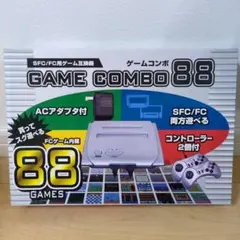 SFC/FC用ゲーム互換機
GAME COMBO 88
ゲームコンボ
ACアダプタ付
SFC/FC
両方遊べる
コントローラー
2個付
買ってスグ遊べる
FCゲーム内蔵
88
GAMES